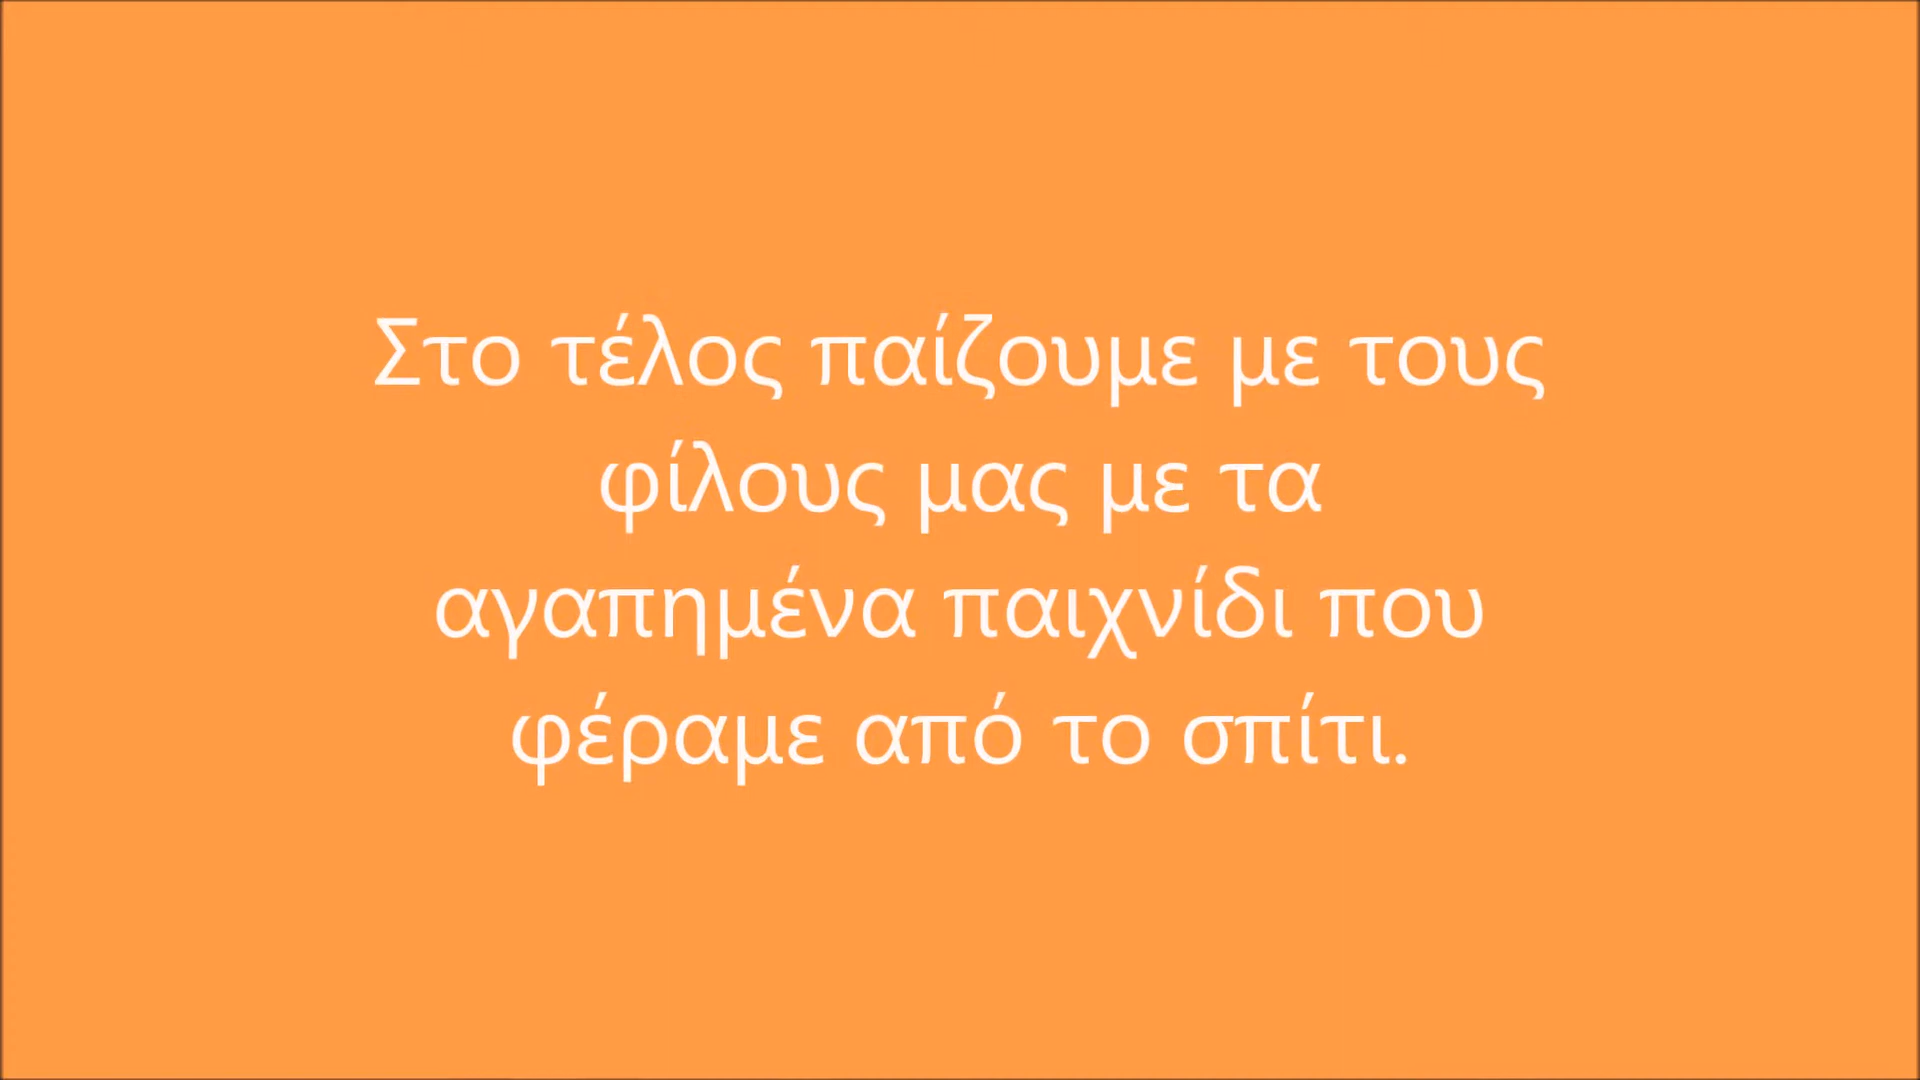 Στο τέλος παίζουμε με τους
φίλους μας με τα
αγαπημένα παιχνίδι που
φέραμε από το σπίτι.